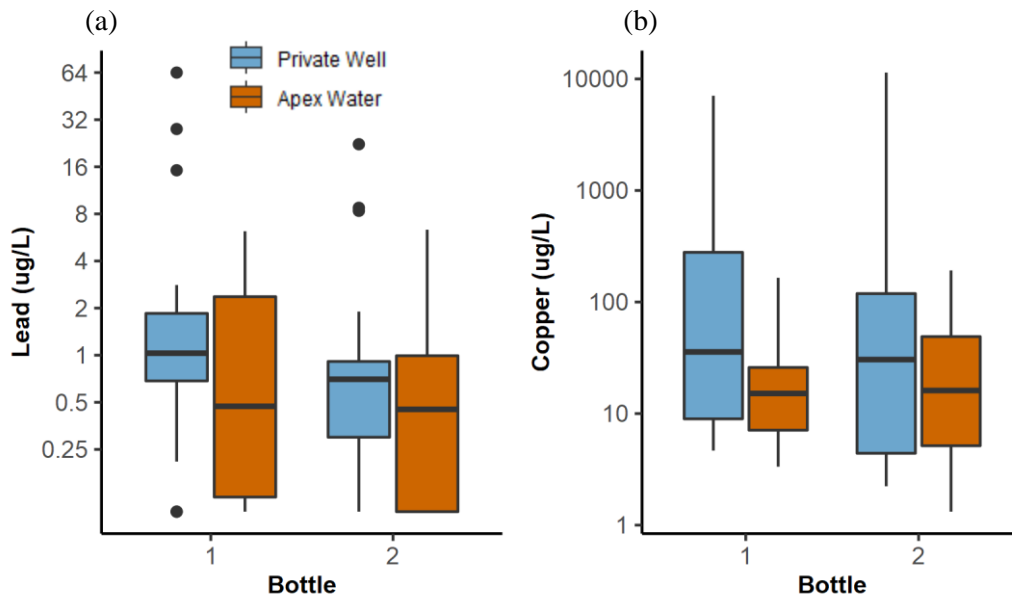 (a)
Private Well
Apex Water
64
32
16
8
4
2
1
0.5
0.25
Lead (ug/L)
1
2
Bottle
(b)
10000
1000
100
10
1
Copper (ug/L)
1
2
Bottle